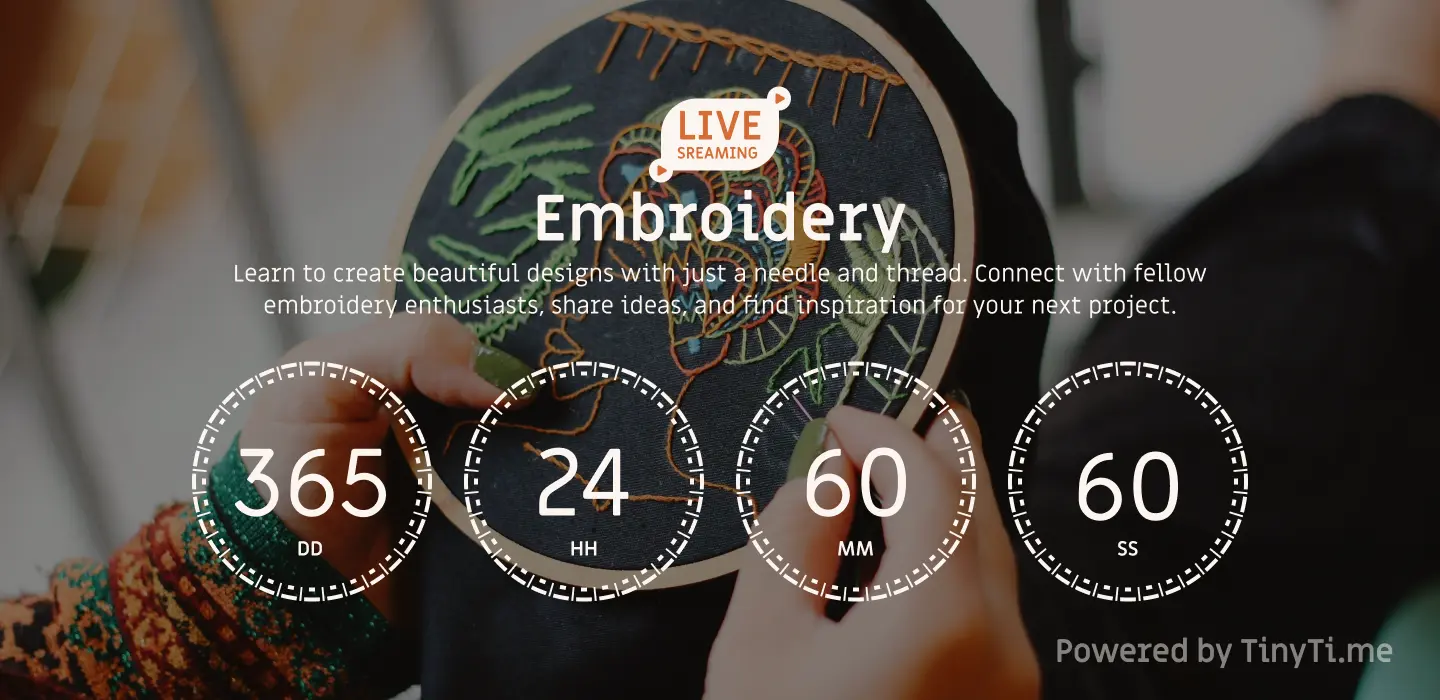 LIVE
SREAMING
Embroidery
Learn to create beautiful designs with just a needle and thread. Connect with fellow
embroidery enthusiasts, share ideas, and find inspiration for your next project.
365 24 60 60
DD HH MM SS
Powered by TinyTi.me